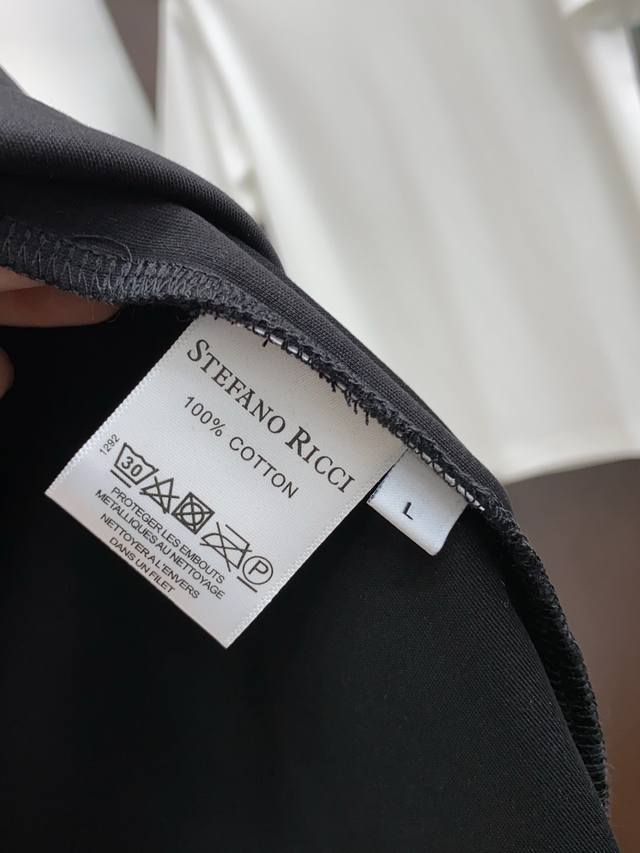 STEFANO RICCI
100% COTTON
1292
30
P
PROTEGER LES EMBOUTS
METALLIQUES AU NETTOYAGE
NETTOYER A L'ENVERS
DANS UN FILET
L